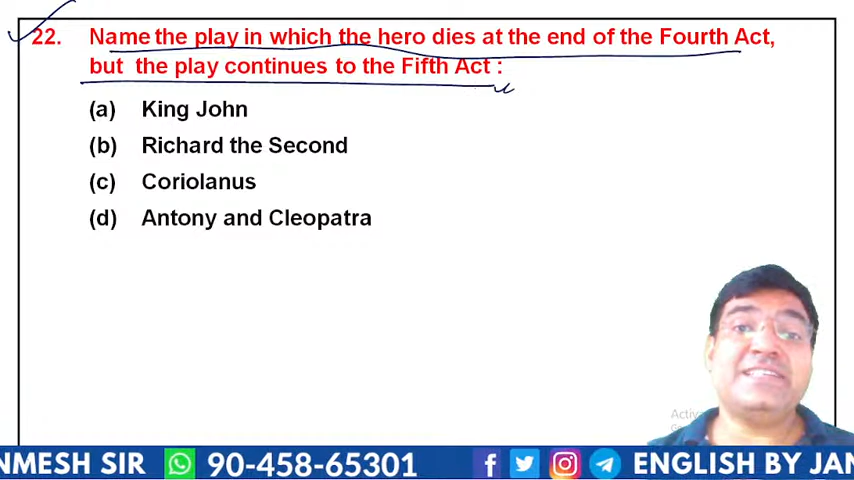 22. Name the play in which the hero dies at the end of the Fourth Act,
but the play continues to the Fifth Act :
(a) King John
(b) Richard the Second
(c) Coriolanus
(d) Antony and Cleopatra
Activ
NMESH SIR 90-458-65301 ENGLISH BY JAN